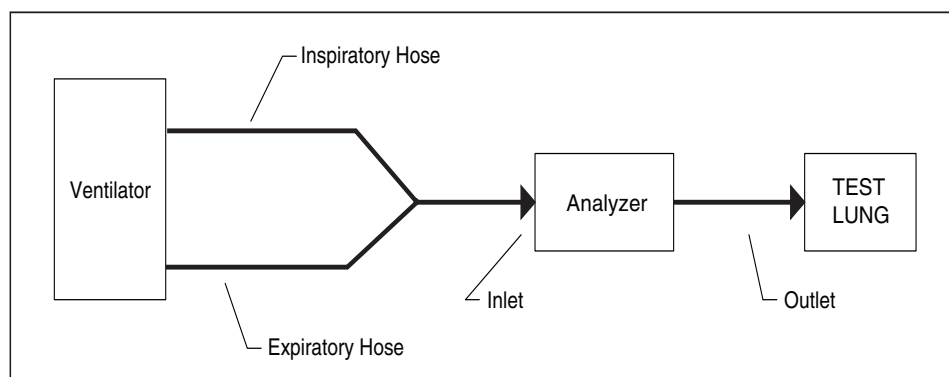 Inspiratory Hose
Ventilator
Analyzer
TEST
LUNG
Inlet
Outlet
Expiratory Hose